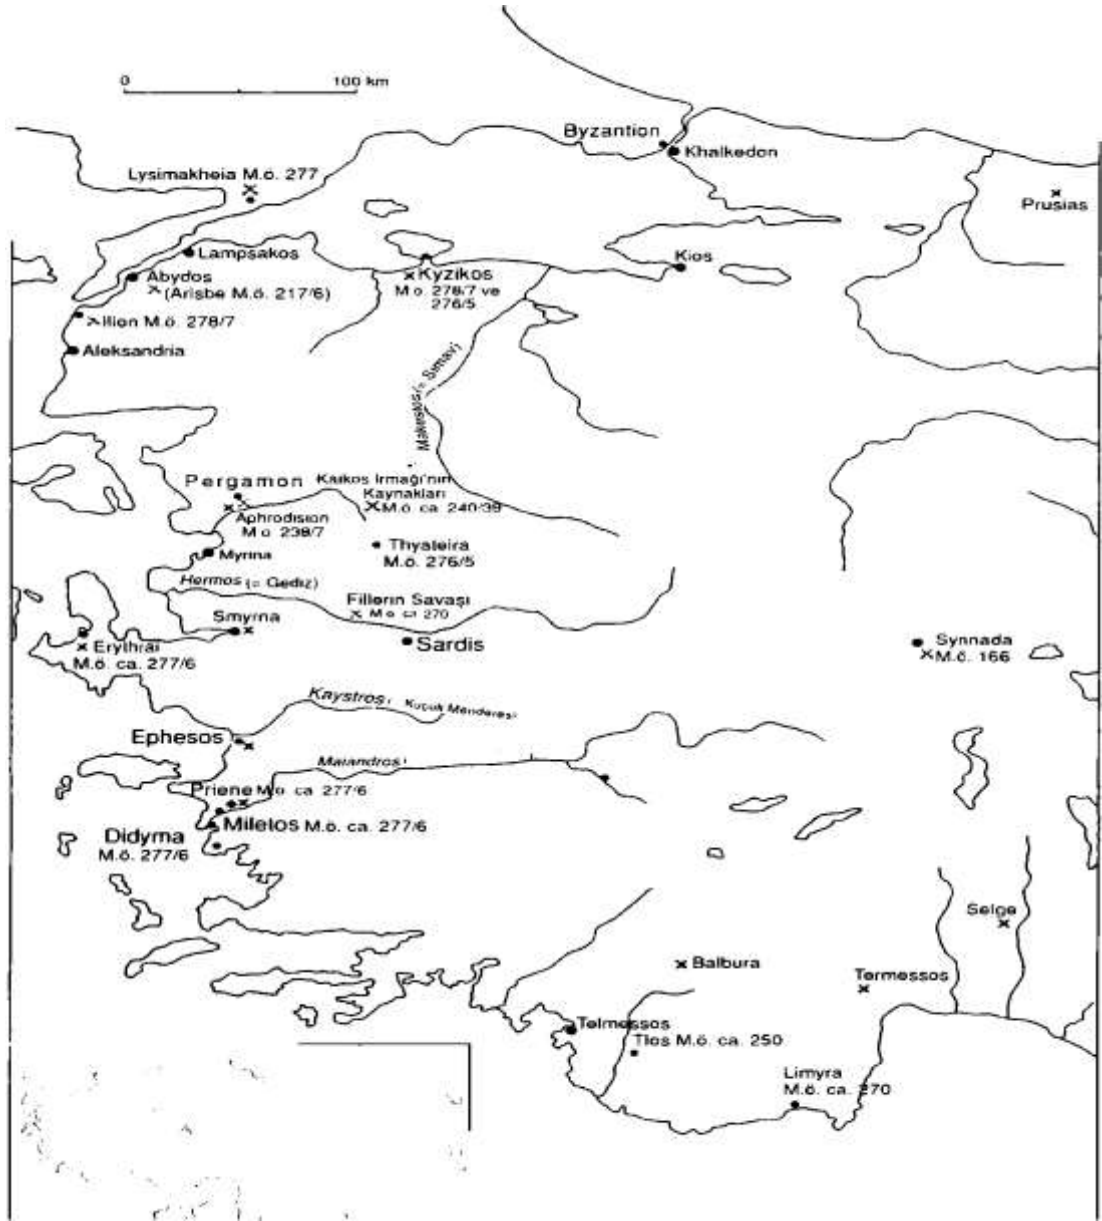 0 100 km
Byzantion
Khalkedon
Lysimakheia M.ö. 277
Prusias
Lampsakos
Kios
Abydos
(Arisbe M.ö. 217/6)
Kyzikos
M.ö. 278/7 ve
276/5
Ilion M.ö. 278/7
Aleksandria
Makestos (= Simav)
Pergamon
Kaikos Irmağı'nın
Kaynakları
M.ö. ca. 240/39
Aphrodision
M.ö. 238/7
Myrina
Thyateira
M.ö. 276/5
Hermos (= Gediz)
Fillerin Savaşı
M.ö. ca 270
Smyrna
Sardis
Erythrai
M.ö. ca. 277/6
Synnada
M.ö. 166
Kaystros Küçük Menderes
Ephesos
Maiandros
Priene M.ö. ca 277/6
Miletos M.ö. ca. 277/6
Didyma
M.ö. 277/6
Selge
Balbura
Termessos
Telmessos
Tlos M.ö. ca. 250
Limyra
M.ö. ca. 270